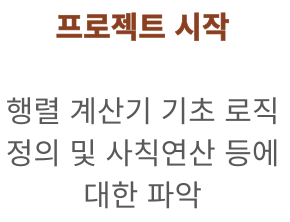 프로젝트 시작
행렬 계산기 기초 로직
정의 및 사칙연산 등에
대한 파악